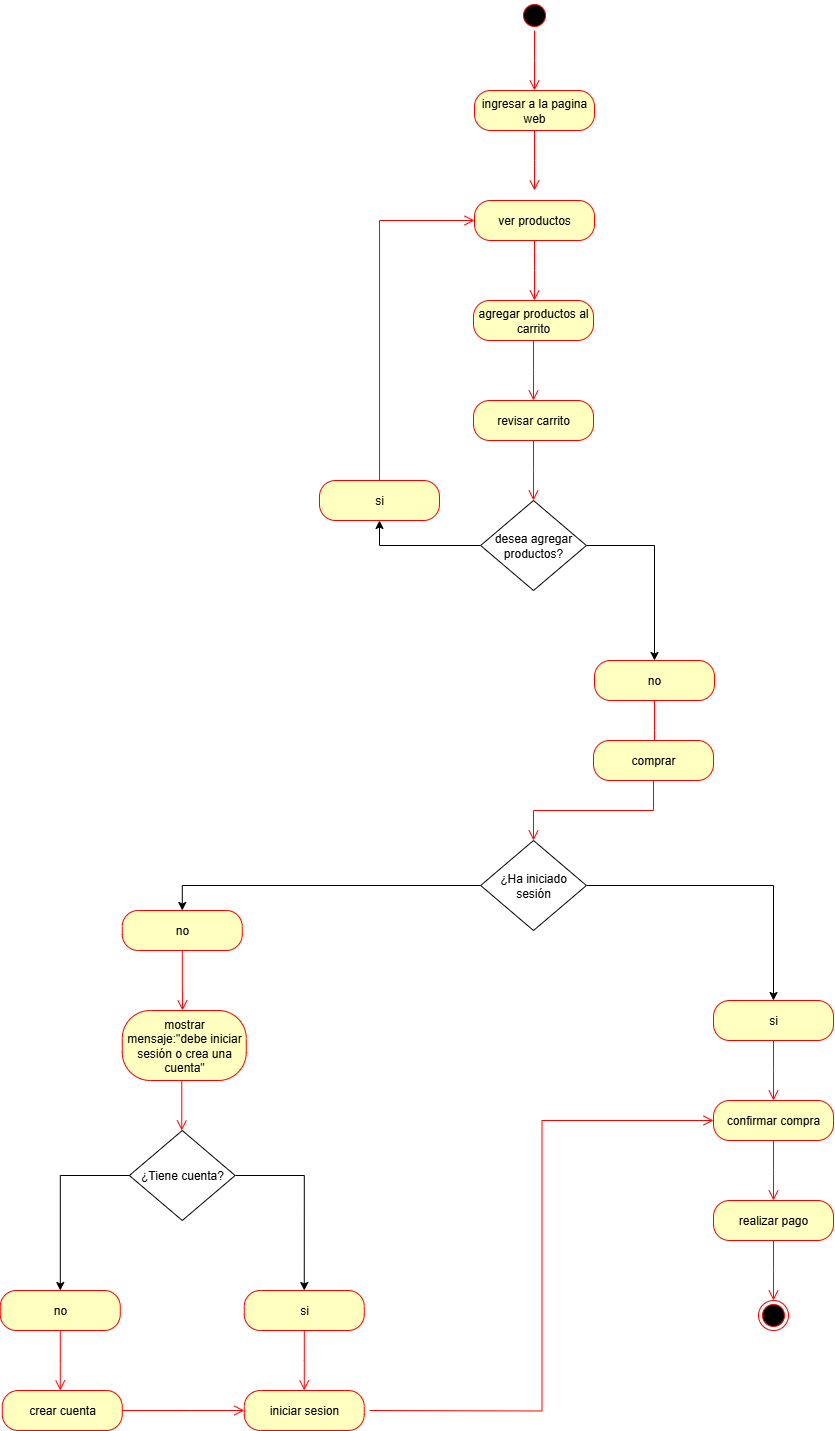 ingresar a la pagina
web
ver productos
agregar productos al
carrito
revisar carrito
si
desea agregar
productos?
no
comprar
¿Ha iniciado
sesión
no
mostrar
mensaje:"debe iniciar
sesión o crea una
cuenta"
si
confirmar compra
¿Tiene cuenta?
realizar pago
no
si
crear cuenta
iniciar sesion